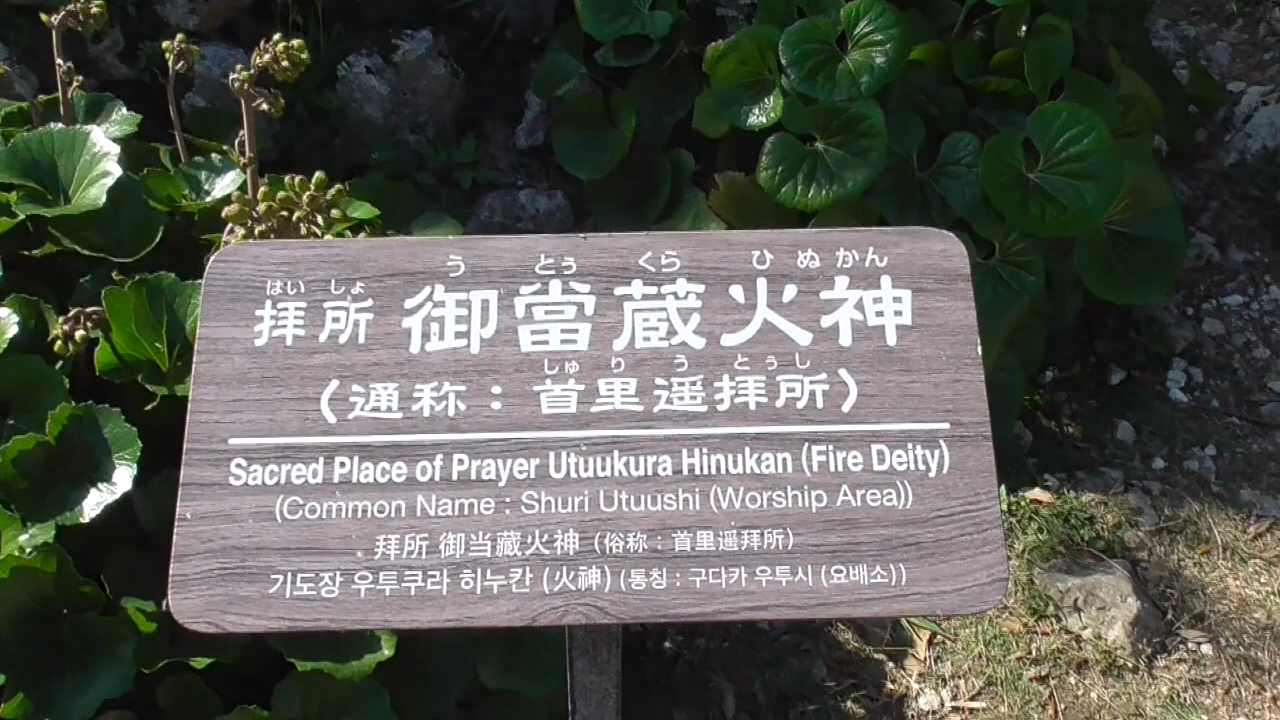 うとぅくらひぬかん
はいしょ
拝所 御當蔵火神
しゅりうとぅし
(通称：首里遥拝所)
Sacred Place of Prayer Utuukura Hinukan (Fire Deity)
(Common Name : Shuri Utuushi (Worship Area))
拜所 御当藏火神 (俗称 : 首里遥拜所)
기도장 우투쿠라 히누칸 (火神) (통칭 : 구다카 우투시 (요배소))